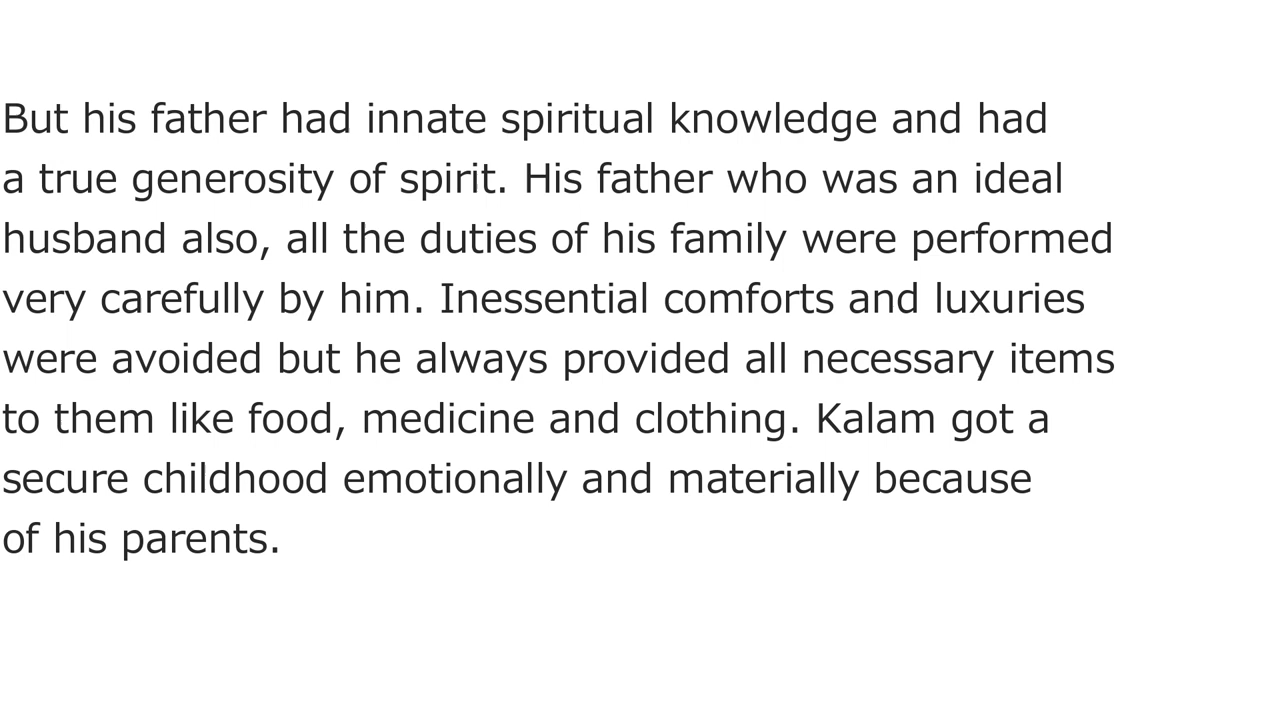 But his father had innate spiritual knowledge and had
a true generosity of spirit. His father who was an ideal
husband also, all the duties of his family were performed
very carefully by him. Inessential comforts and luxuries
were avoided but he always provided all necessary items
to them like food, medicine and clothing. Kalam got a
secure childhood emotionally and materially because
of his parents.